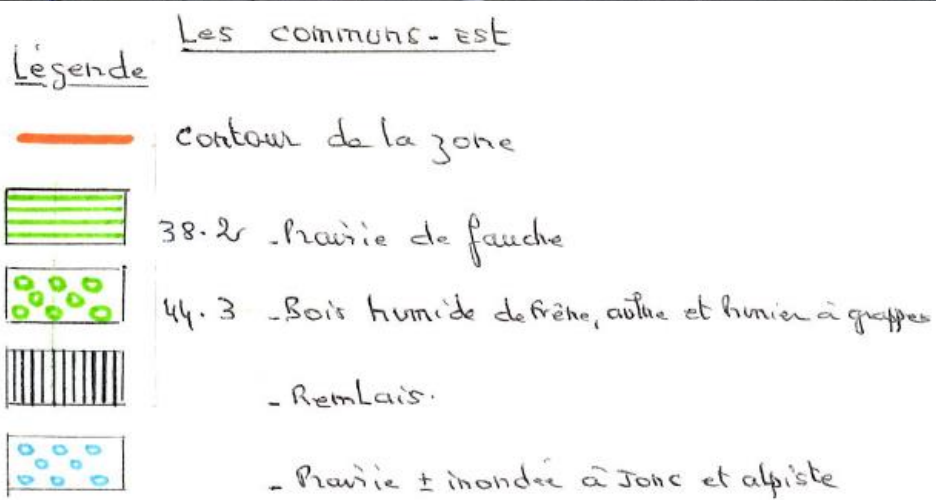 Les communs - Est
Légende
contour de la zone
38.2 - Prairie de fauche
44.3 - Bois humide de frêne, aulne et à grappes
- Remblais.
- Prairie ± inondée à Jonc et alpiste